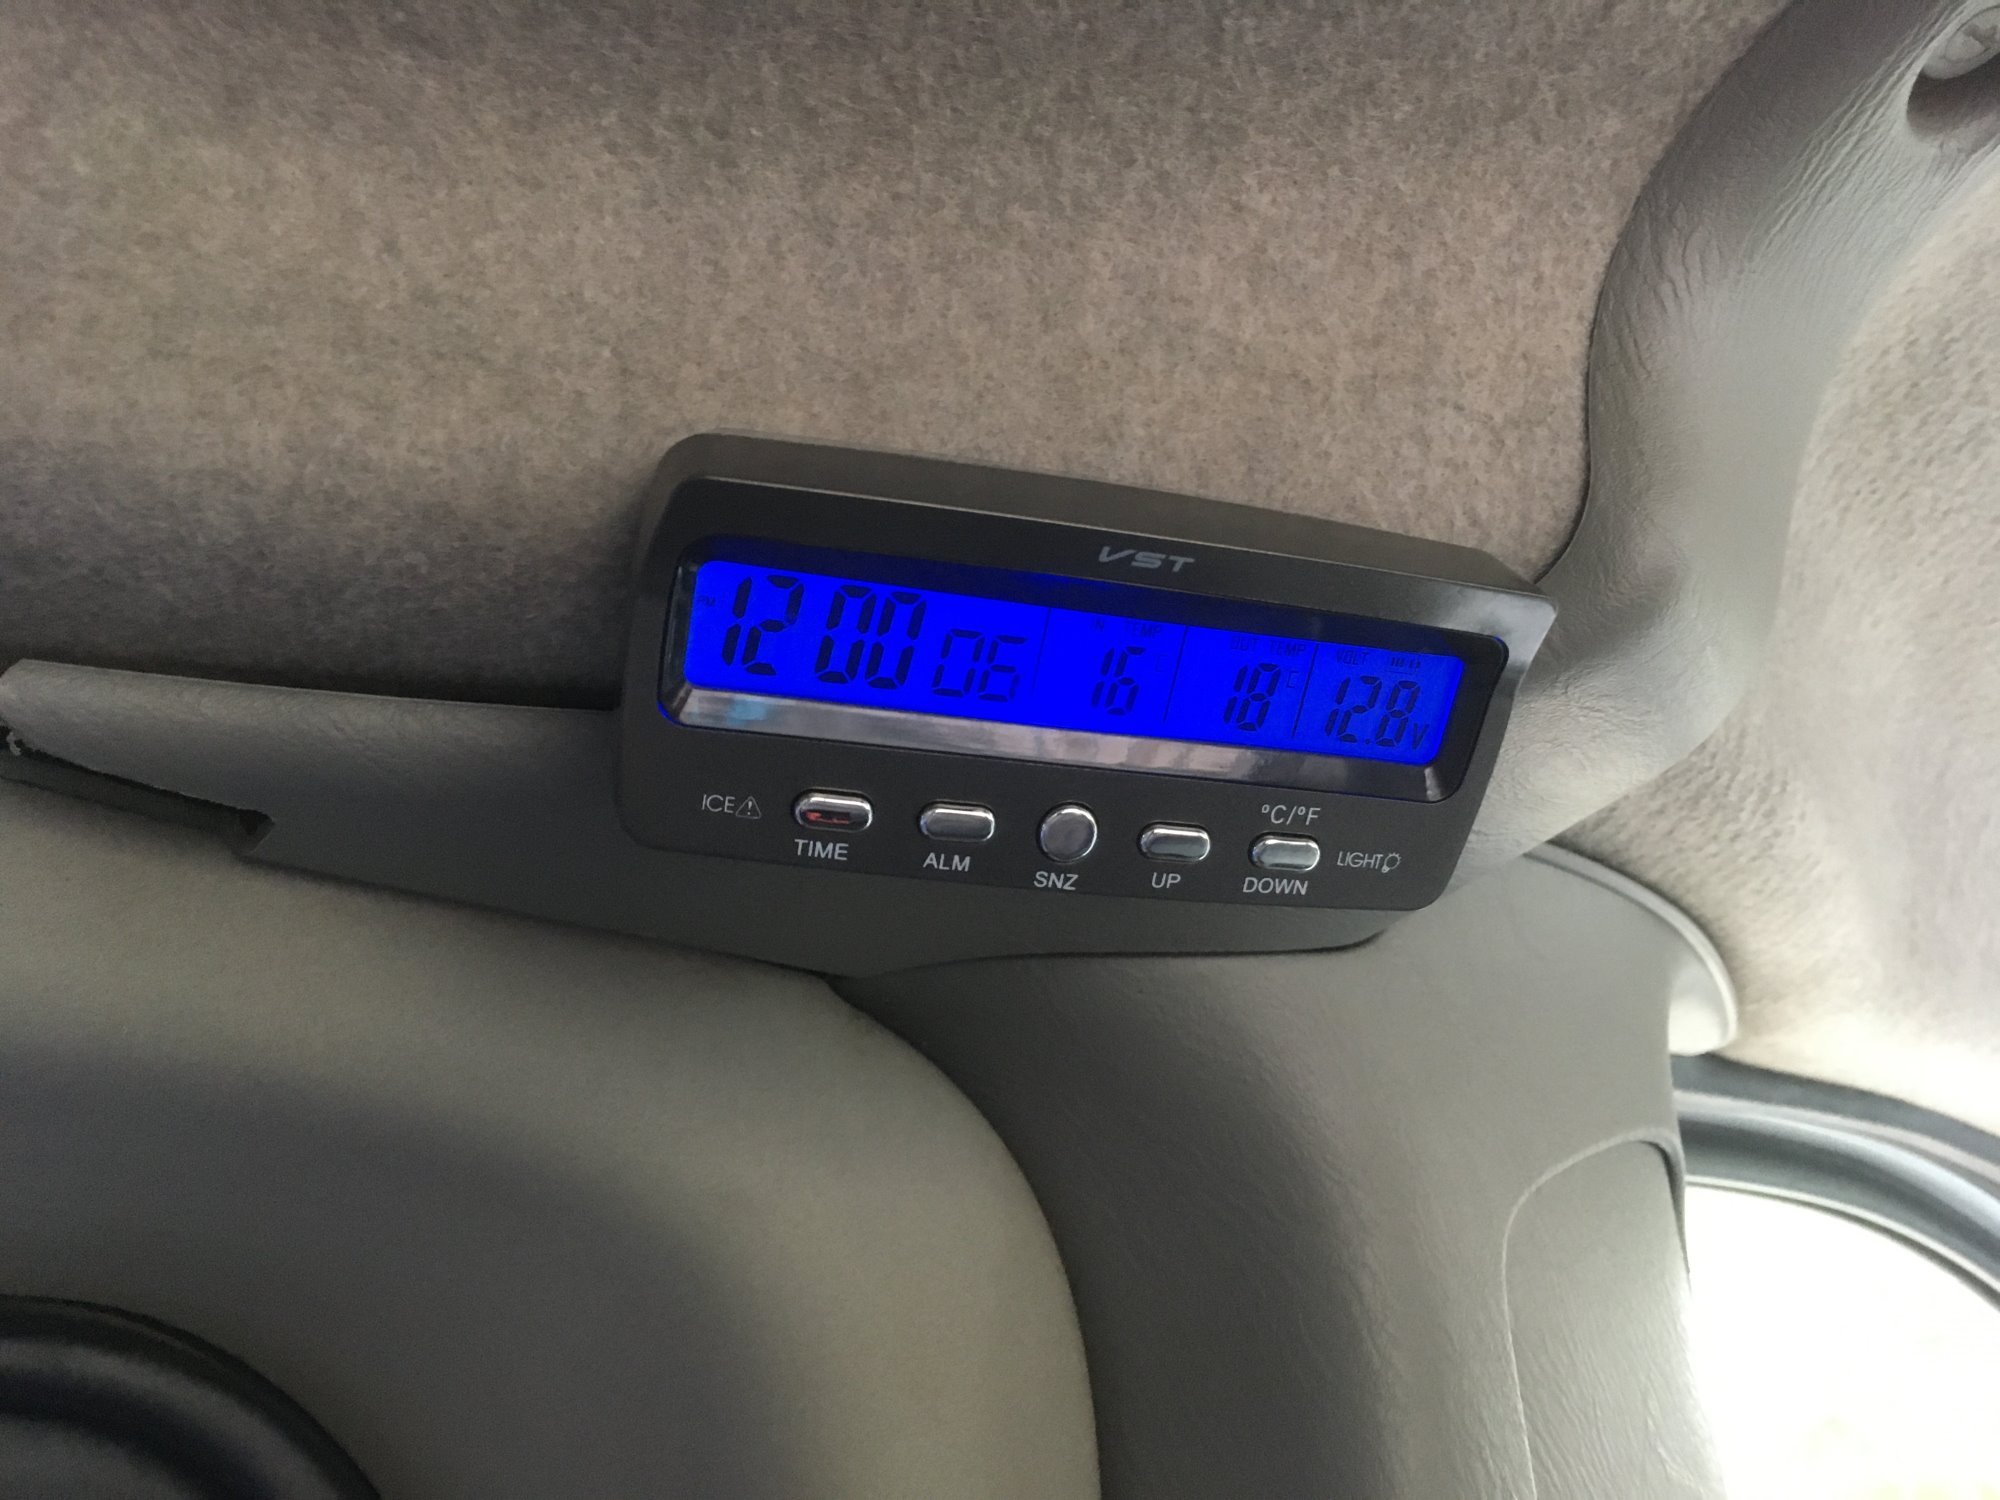 VST
PM 12 00 06 IN TEMP 16 OUT TEMP 18 °C VOLT 12.8V
ICE °C/°F LIGHT
TIME ALM SNZ UP DOWN